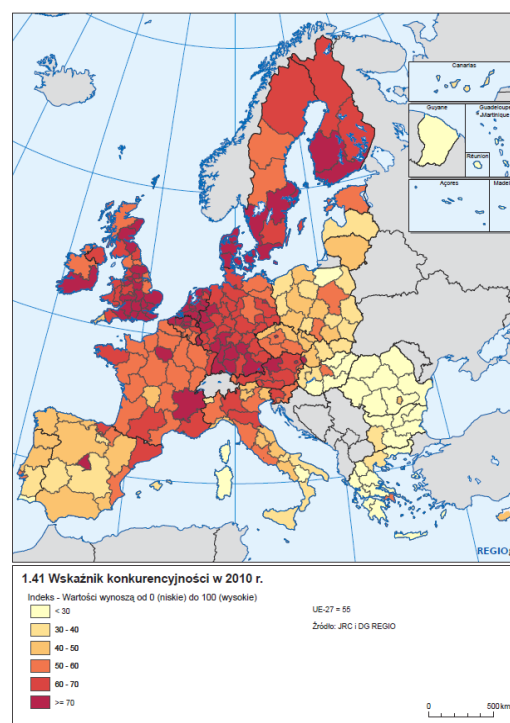 Canarias
Guyane
Guadeloupe
Martinique
Réunion
Açores
Madei
REGIO
1.41 Wskaźnik konkurencyjności w 2010 r.
Indeks - Wartości wynoszą od 0 (niskie) do 100 (wysokie)
< 30
30 - 40
40 - 50
50 - 60
60 - 70
>= 70
UE-27 = 55
Źródło: JRC i DG REGIO
0 500 km